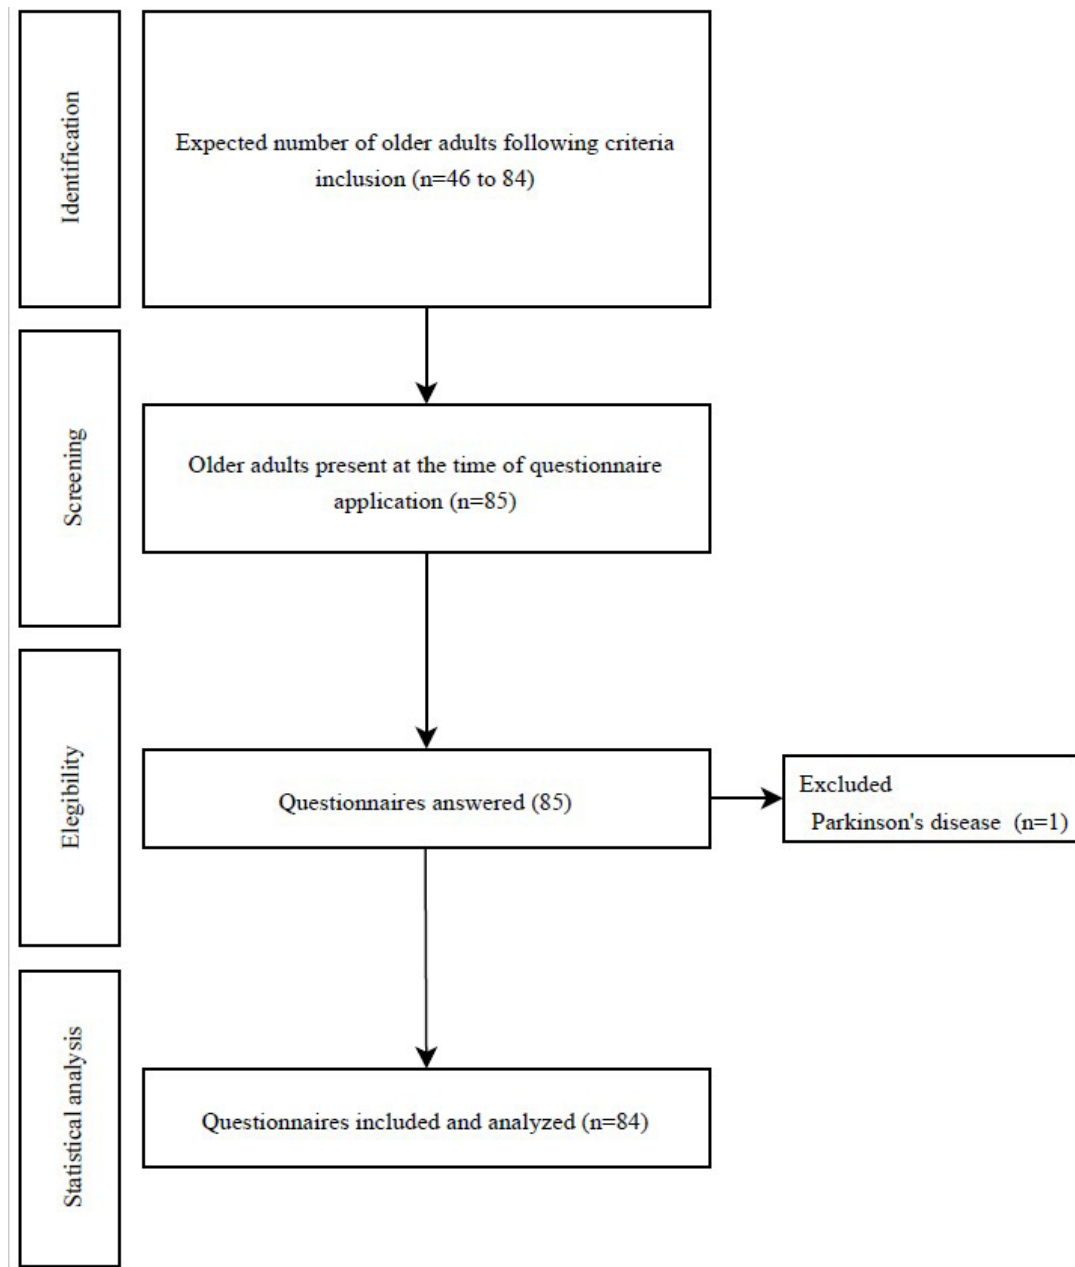 Identification
Expected number of older adults following criteria
inclusion (n=46 to 84)
Screening
Older adults present at the time of questionnaire
application (n=85)
Elegibility
Questionnaires answered (85)
Excluded
Parkinson's disease (n=1)
Statistical analysis
Questionnaires included and analyzed (n=84)